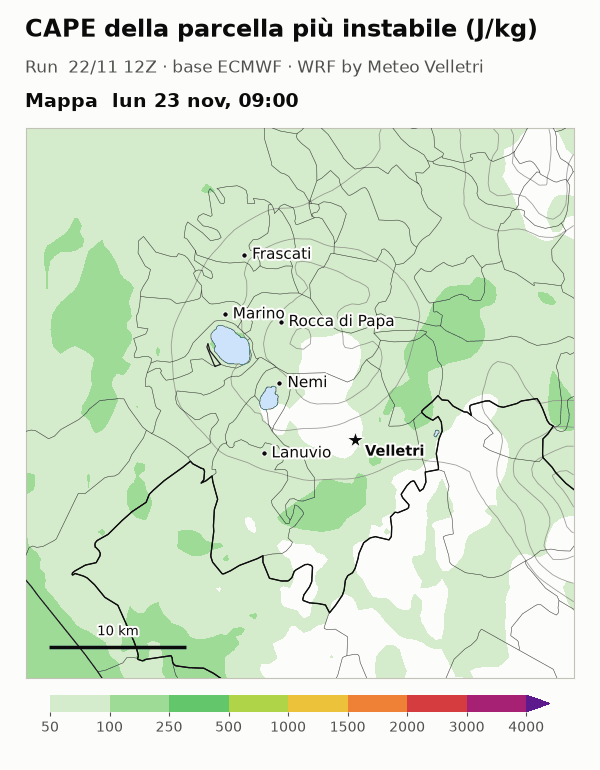 CAPE della parcella più instabile (J/kg)
Run  22/11 12Z · base ECMWF · WRF by Meteo Velletri
Mappa  lun 23 nov, 09:00
Frascati
Marino
Rocca di Papa
Nemi
Velletri
Lanuvio
10 km
50 100 250 500 1000 1500 2000 3000 4000